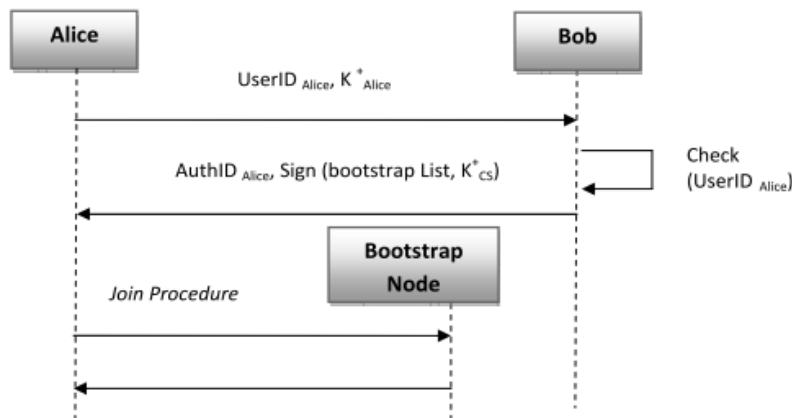 Alice
Bob
UserID Alice, K+Alice
Check
(UserID Alice)
AuthID Alice, Sign (bootstrap List, K+CS)
Bootstrap
Node
Join Procedure